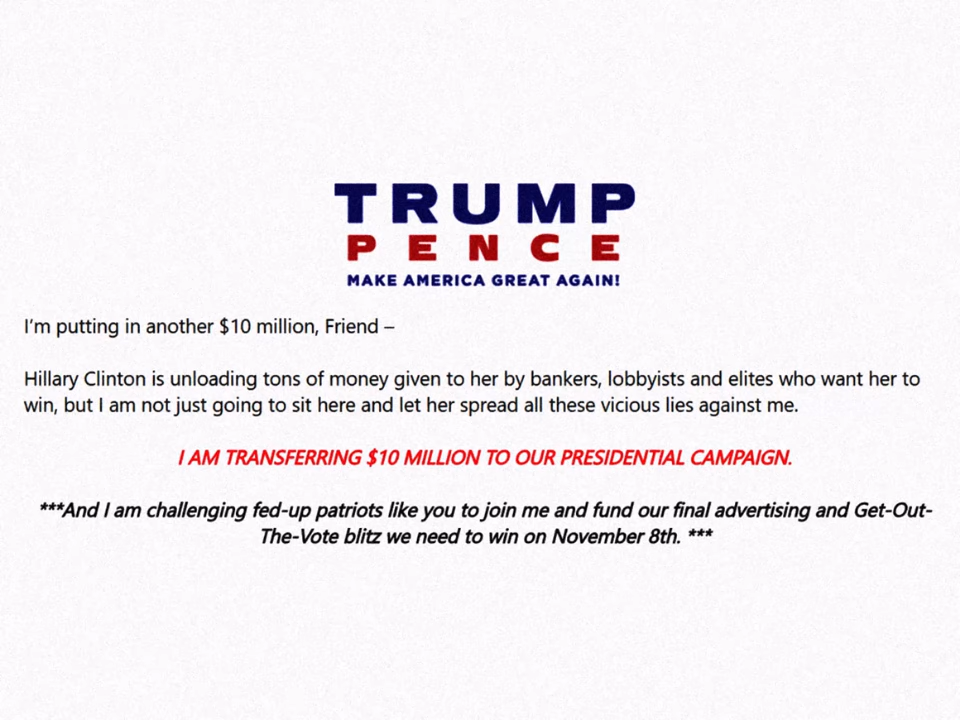 TRUMP
PENCE
MAKE AMERICA GREAT AGAIN!
I'm putting in another $10 million, Friend –
Hillary Clinton is unloading tons of money given to her by bankers, lobbyists and elites who want her to
win, but I am not just going to sit here and let her spread all these vicious lies against me.
I AM TRANSFERRING $10 MILLION TO OUR PRESIDENTIAL CAMPAIGN.
***And I am challenging fed-up patriots like you to join me and fund our final advertising and Get-Out-
The-Vote blitz we need to win on November 8th. ***